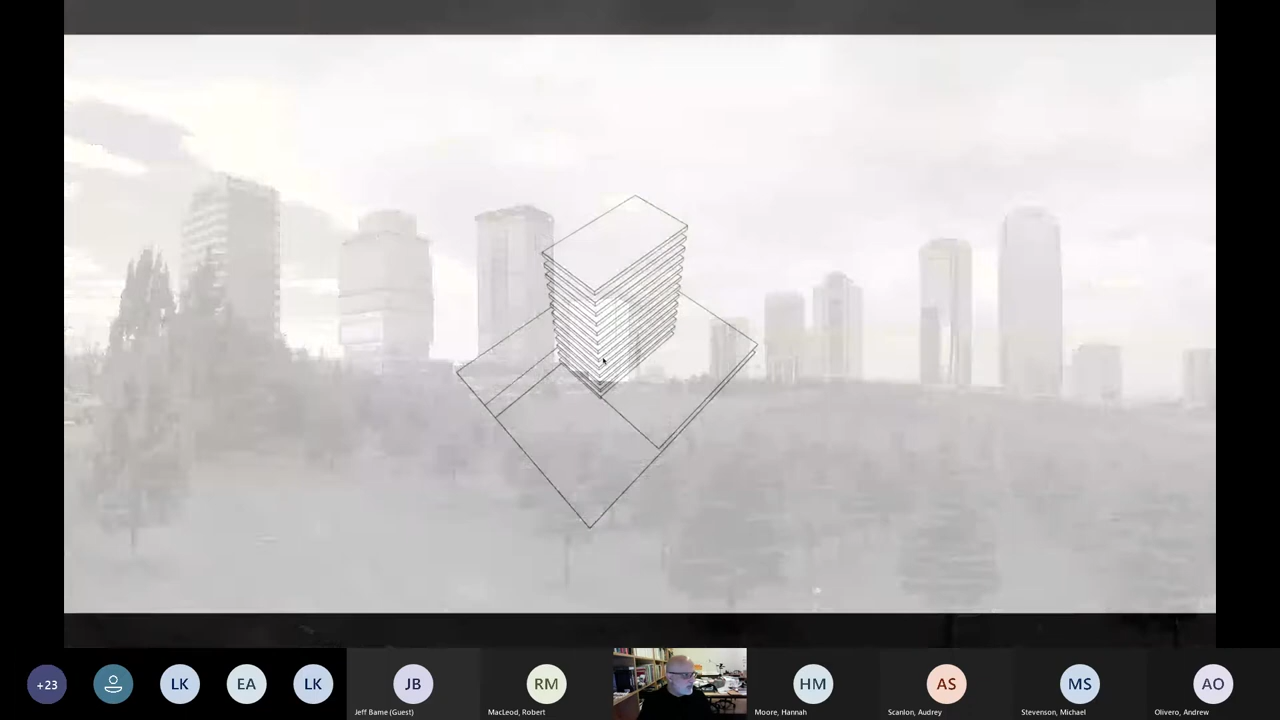 +23
LK
EA
LK
JB
RM
HM
AS
MS
AO
Jeff Bame (Guest)
MacLeod, Robert
Moore, Hannah
Scanlon, Audrey
Stevenson, Michael
Olivero, Andrew